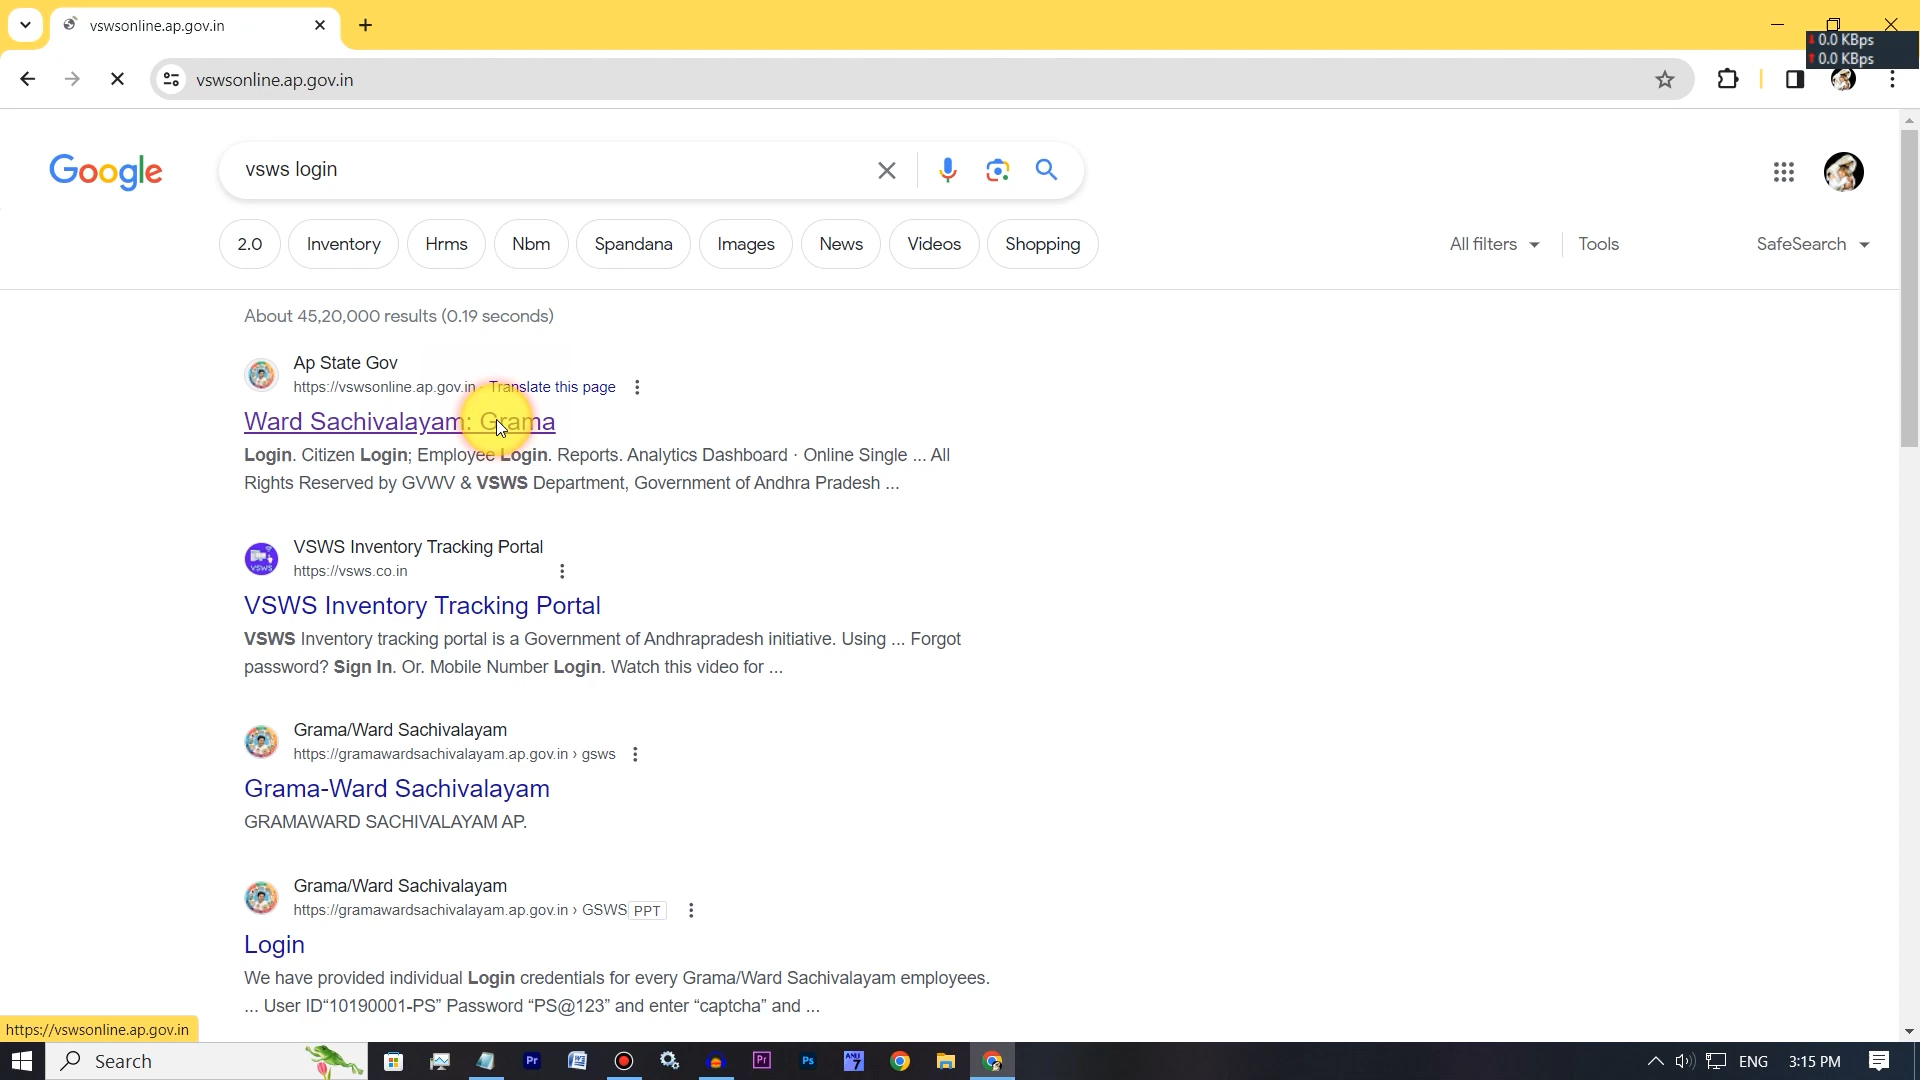 vswsonline.ap.gov.in
0.0 KBps
0.0 KBps
vswsonline.ap.gov.in
Google
vsws login
2.0
Inventory
Hrms
Nbm
Spandana
Images
News
Videos
Shopping
All filters
Tools
SafeSearch
About 45,20,000 results (0.19 seconds)
Ap State Gov
https://vswsonline.ap.gov.in · Translate this page
Ward Sachivalayam: Grama
Login. Citizen Login; Employee Login. Reports. Analytics Dashboard · Online Single ... All
Rights Reserved by GVWV & VSWS Department, Government of Andhra Pradesh ...
VSWS Inventory Tracking Portal
https://vsws.co.in
VSWS Inventory Tracking Portal
VSWS Inventory tracking portal is a Government of Andhrapradesh initiative. Using ... Forgot
password? Sign In. Or. Mobile Number Login. Watch this video for ...
Grama/Ward Sachivalayam
https://gramawardsachivalayam.ap.gov.in › gsws
Grama-Ward Sachivalayam
GRAMAWARD SACHIVALAYAM AP.
Grama/Ward Sachivalayam
https://gramawardsachivalayam.ap.gov.in › GSWS PPT
Login
We have provided individual Login credentials for every Grama/Ward Sachivalayam employees.
... User ID“10190001-PS” Password “PS@123” and enter “captcha” and ...
https://vswsonline.ap.gov.in
Search
Pr
Pr
Ps
7
ENG
3:15 PM